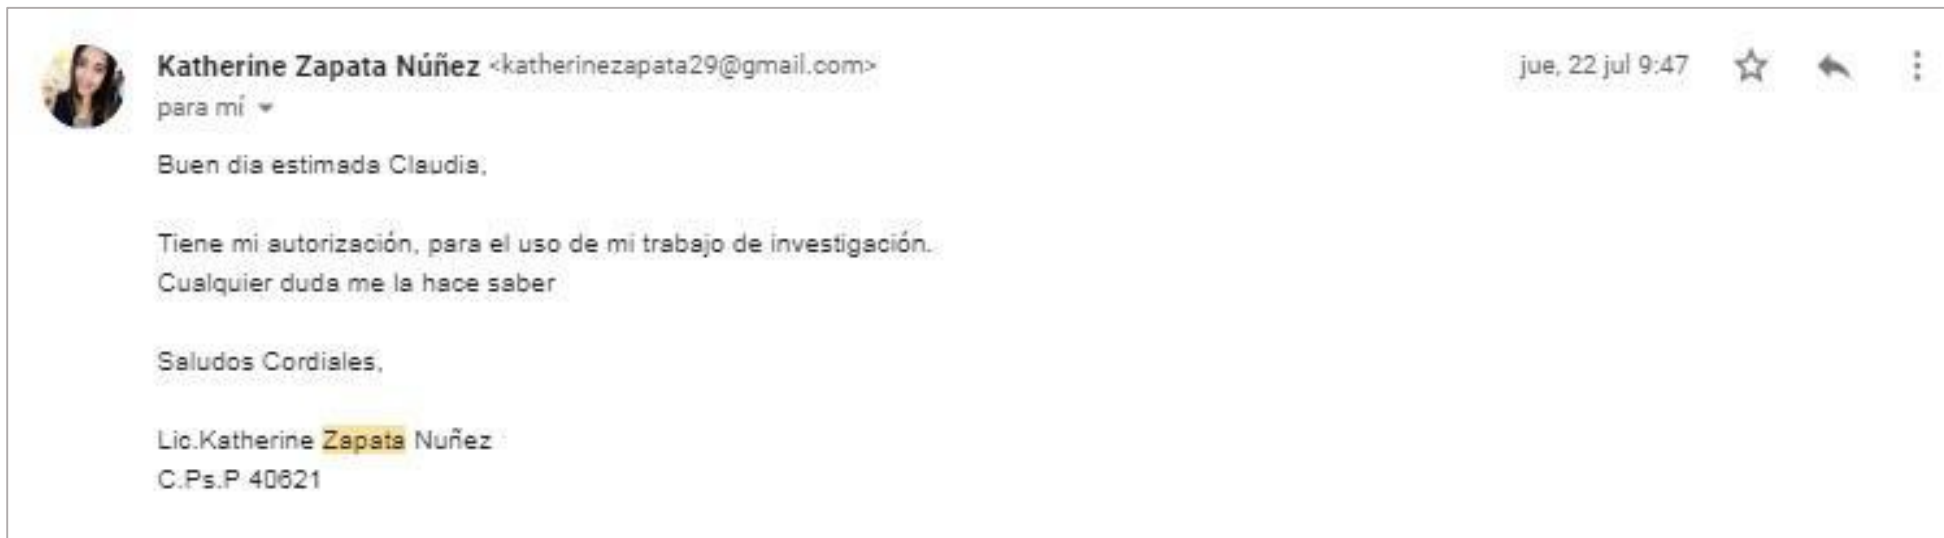 Katherine Zapata Núñez <katherinezapata29@gmail.com> jue, 22 jul 9:47
para mí
Buen dia estimada Claudia,
Tiene mi autorización, para el uso de mi trabajo de investigación.
Cualquier duda me la hace saber
Saludos Cordiales,
Lic.Katherine Zapata Nuñez
C.Ps.P 40621